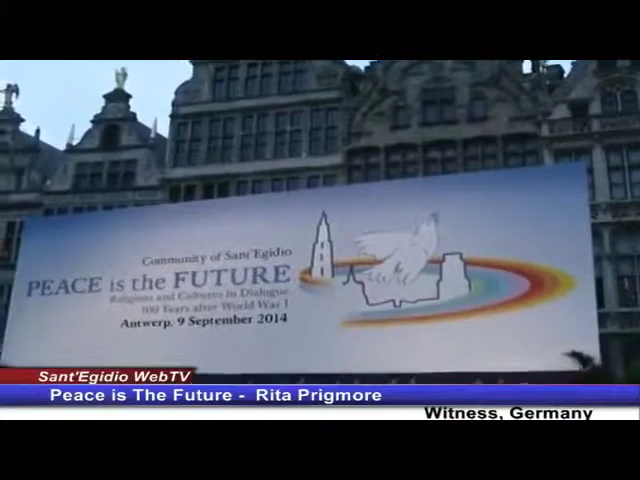 Community of Sant'Egidio
PEACE is the FUTURE
Religions and Cultures in Dialogue
100 Years after World War I
Antwerp, 9 September 2014
Sant'Egidio WebTV
Peace is The Future - Rita Prigmore
Witness, Germany